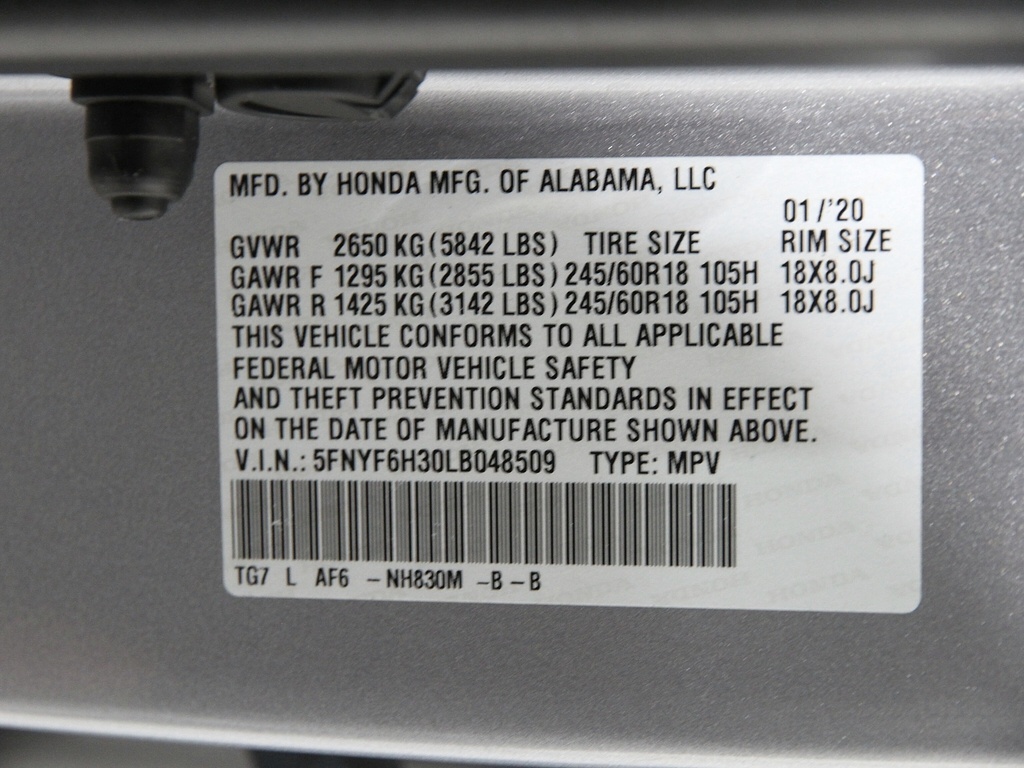 MFD. BY HONDA MFG. OF ALABAMA, LLC
01/'20
GVWR 2650 KG (5842 LBS) TIRE SIZE RIM SIZE
GAWR F 1295 KG (2855 LBS) 245/60R18 105H 18X8.0J
GAWR R 1425 KG (3142 LBS) 245/60R18 105H 18X8.0J
THIS VEHICLE CONFORMS TO ALL APPLICABLE
FEDERAL MOTOR VEHICLE SAFETY
AND THEFT PREVENTION STANDARDS IN EFFECT
ON THE DATE OF MANUFACTURE SHOWN ABOVE.
V.I.N.: 5FNYF6H30LB048509 TYPE: MPV
TG7 L AF6 -NH830M -B-B